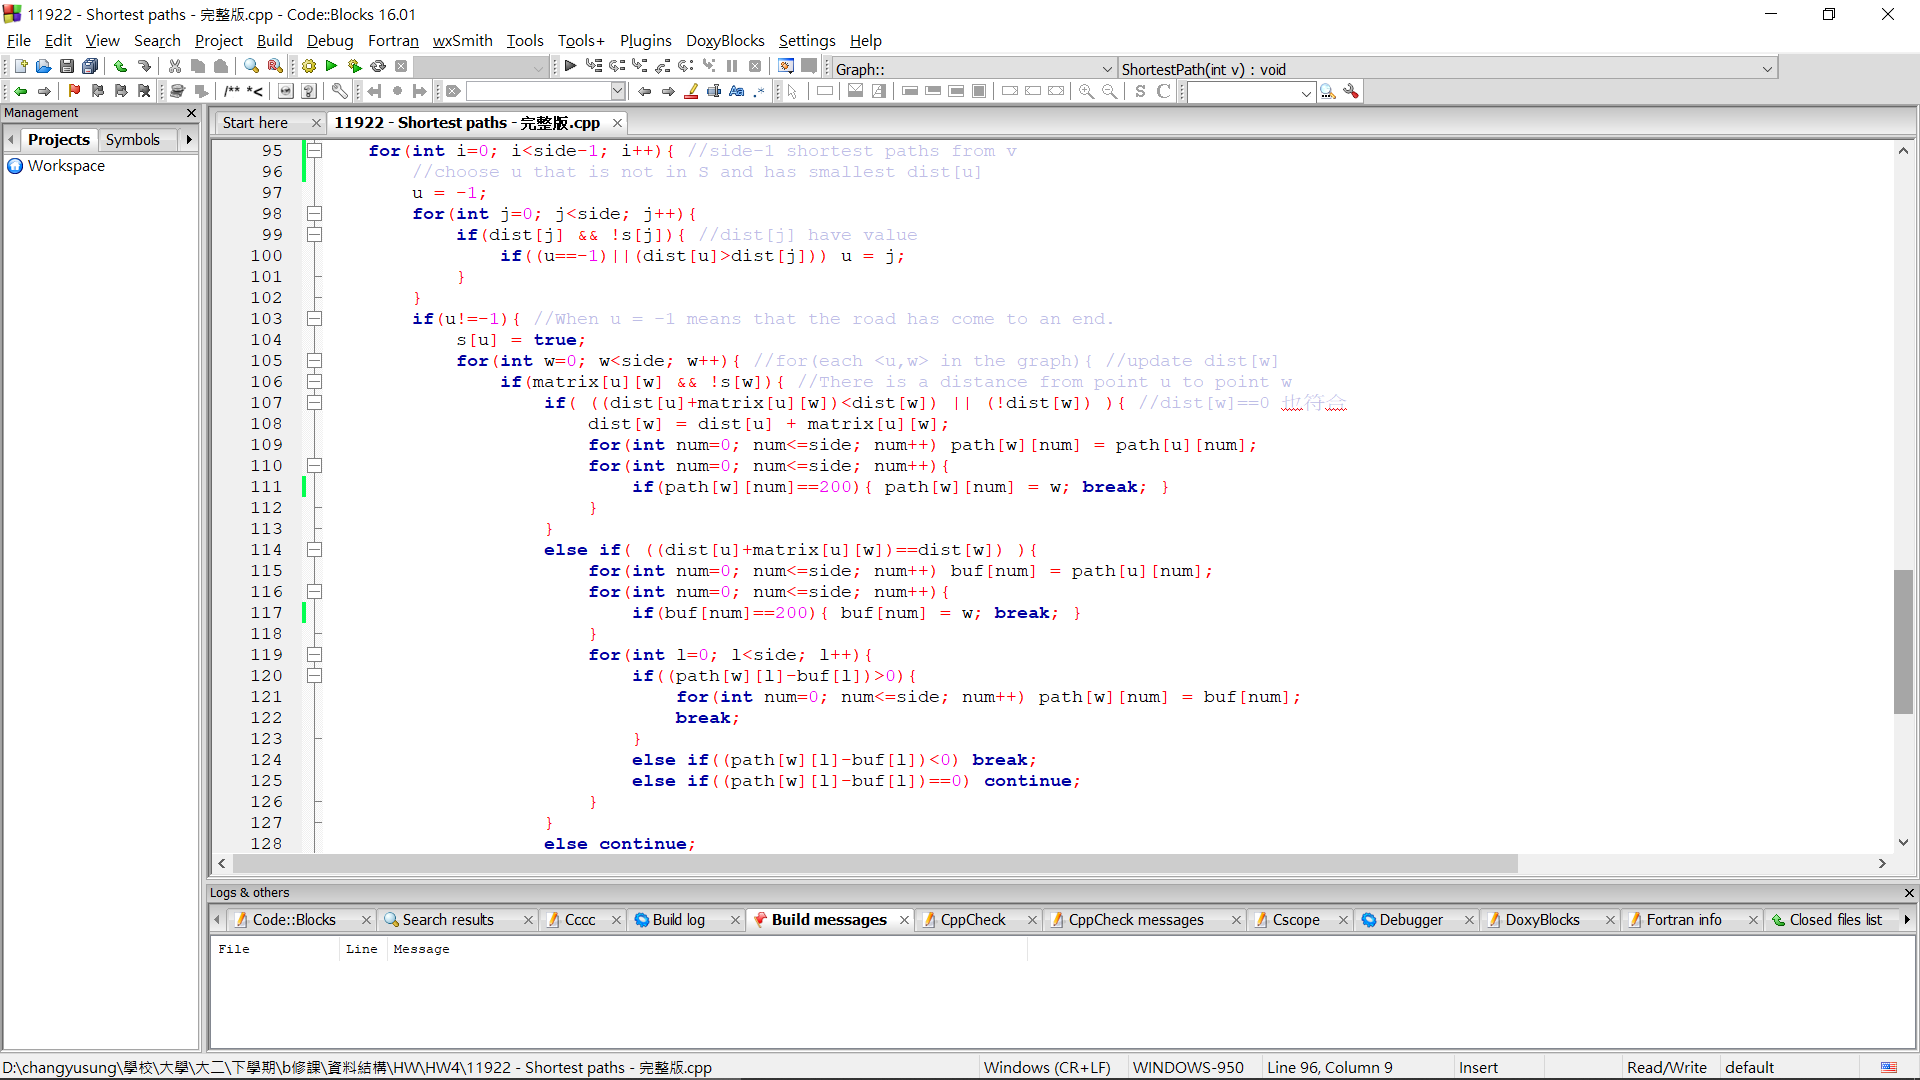 11922 - Shortest paths - 完整版.cpp - Code::Blocks 16.01
File Edit View Search Project Build Debug Fortran wxSmith Tools Tools+ Plugins DoxyBlocks Settings Help
Graph:: ShortestPath(int v) : void
/** *<
Management
Start here 11922 - Shortest paths - 完整版.cpp
Projects Symbols
Workspace
95 for(int i=0; i<side-1; i++){ //side-1 shortest paths from v
96 //choose u that is not in S and has smallest dist[u]
97 u = -1;
98 for(int j=0; j<side; j++){
99 if(dist[j] && !s[j]){ //dist[j] have value
100 if((u==-1)||(dist[u]>dist[j])) u = j;
101 }
102 }
103 if(u!=-1){ //When u = -1 means that the road has come to an end.
104 s[u] = true;
105 for(int w=0; w<side; w++){ //for(each <u,w> in the graph){ //update dist[w]
106 if(matrix[u][w] && !s[w]){ //There is a distance from point u to point w
107 if( ((dist[u]+matrix[u][w])<dist[w]) || (!dist[w]) ){ //dist[w]==0 也符合
108 dist[w] = dist[u] + matrix[u][w];
109 for(int num=0; num<=side; num++) path[w][num] = path[u][num];
110 for(int num=0; num<=side; num++){
111 if(path[w][num]==200){ path[w][num] = w; break; }
112 }
113 }
114 else if( ((dist[u]+matrix[u][w])==dist[w]) ){
115 for(int num=0; num<=side; num++) buf[num] = path[u][num];
116 for(int num=0; num<=side; num++){
117 if(buf[num]==200){ buf[num] = w; break; }
118 }
119 for(int l=0; l<side; l++){
120 if((path[w][l]-buf[l])>0){
121 for(int num=0; num<=side; num++) path[w][num] = buf[num];
122 break;
123 }
124 else if((path[w][l]-buf[l])<0) break;
125 else if((path[w][l]-buf[l])==0) continue;
126 }
127 }
128 else continue;
Logs & others
Code::Blocks Search results Cccc Build log Build messages CppCheck CppCheck messages Cscope Debugger DoxyBlocks Fortran info Closed files list
File Line Message
D:\changyusung\學校\大學\大二\下學期\b修課\資料結構\HW\HW4\11922 - Shortest paths - 完整版.cpp Windows (CR+LF) WINDOWS-950 Line 96, Column 9 Insert Read/Write default